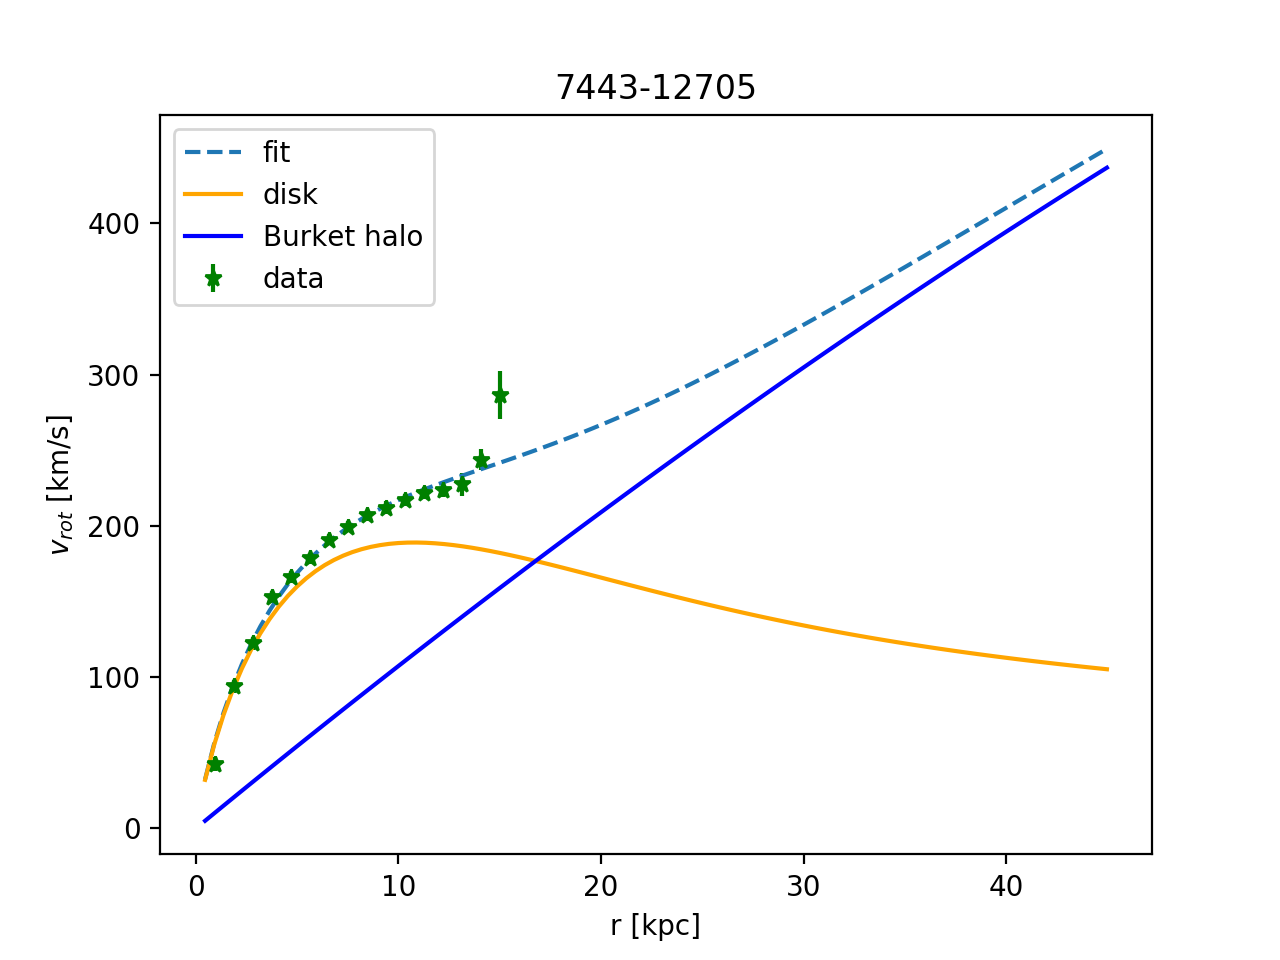 7443-12705
fit
disk
Burket halo
data
400
300
200
100
0
v_rot [km/s]
0 10 20 30 40
r [kpc]